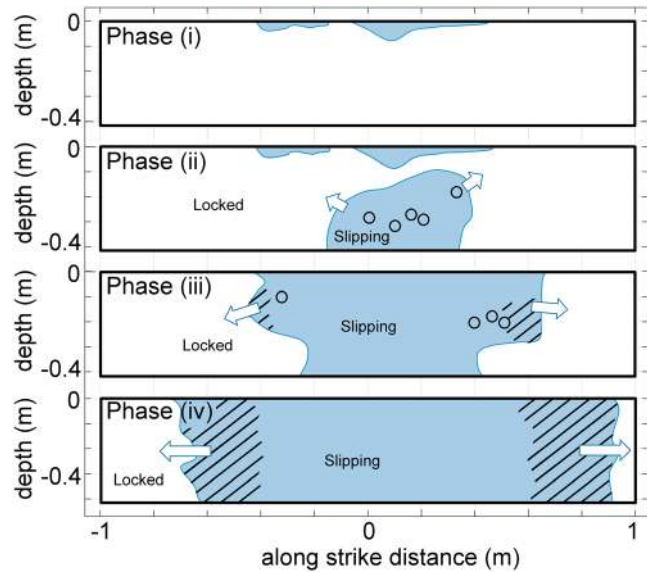 0
Phase (i)
depth (m)
-0.4
0
Phase (ii)
Locked
Slipping
depth (m)
-0.4
0
Phase (iii)
Slipping
Locked
depth (m)
-0.4
0
Phase (iv)
Slipping
Locked
depth (m)
-0.4
-1 0 1
along strike distance (m)